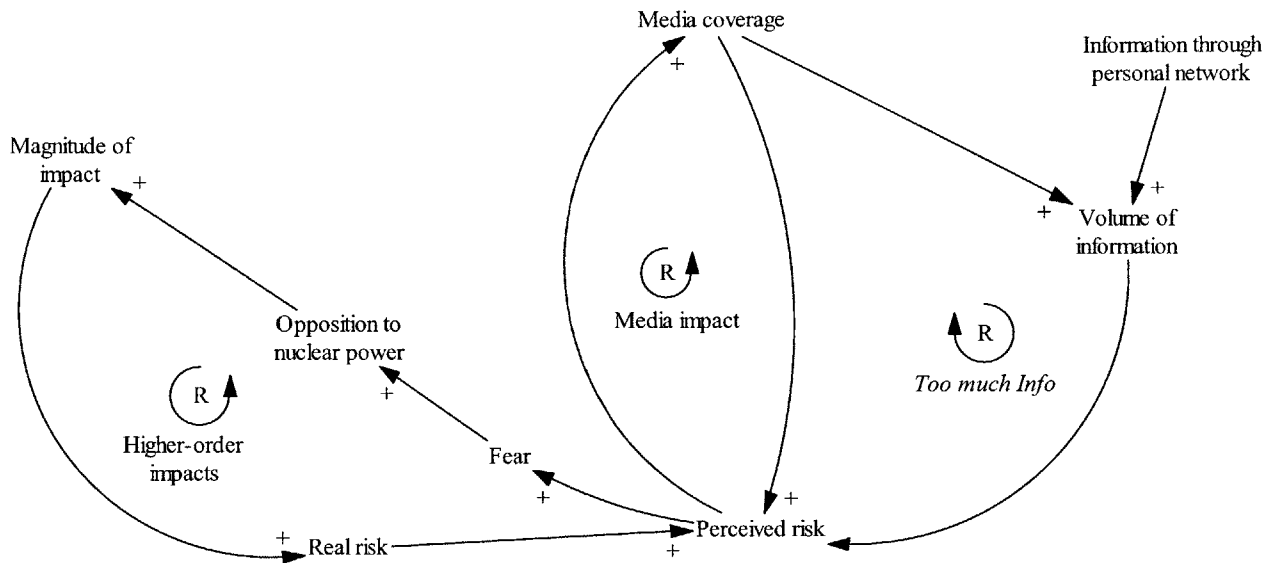 Media coverage
+
Information through
personal network
Magnitude of
impact
+
+
+
Volume of
information
R
Media impact
Opposition to
nuclear power
R
Too much Info
+
R
Higher-order
impacts
Fear
+
+
Perceived risk
+
Real risk
+